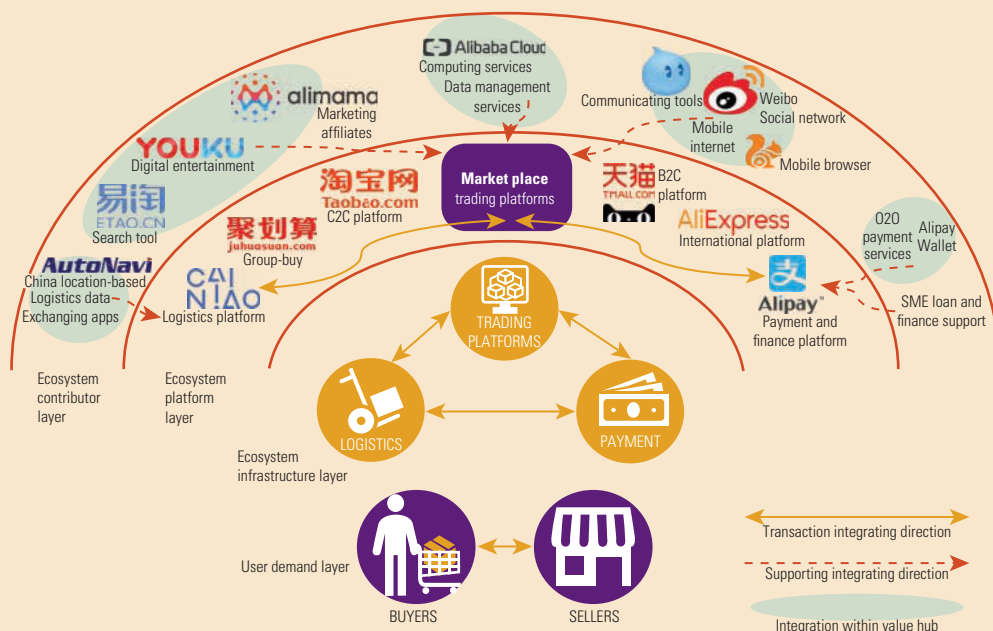 Alibaba Cloud
Computing services
Data management
services
alimama
Marketing
affiliates
YOUKU
Digital entertainment
易淘
ETAO.CN
Search tool
Communicating tools
Weibo
Social network
Mobile
internet
Mobile browser
Market place
trading platforms
淘宝网
Taobao.com
C2C platform
聚划算
juhuasuan.com
Group-buy
天猫
TMALL.COM
B2C
platform
AliExpress
International platform
AutoNavi
China location-based
Logistics data
Exchanging apps
CAI
NIAO
Logistics platform
支
Alipay™
Payment and
finance platform
O2O
payment
services
Alipay
Wallet
SME loan and
finance support
Ecosystem
contributor
layer
Ecosystem
platform
layer
TRADING
PLATFORMS
LOGISTICS
PAYMENT
Ecosystem
infrastructure layer
User demand layer
BUYERS
SELLERS
Transaction integrating direction
Supporting integrating direction
Integration within value hub